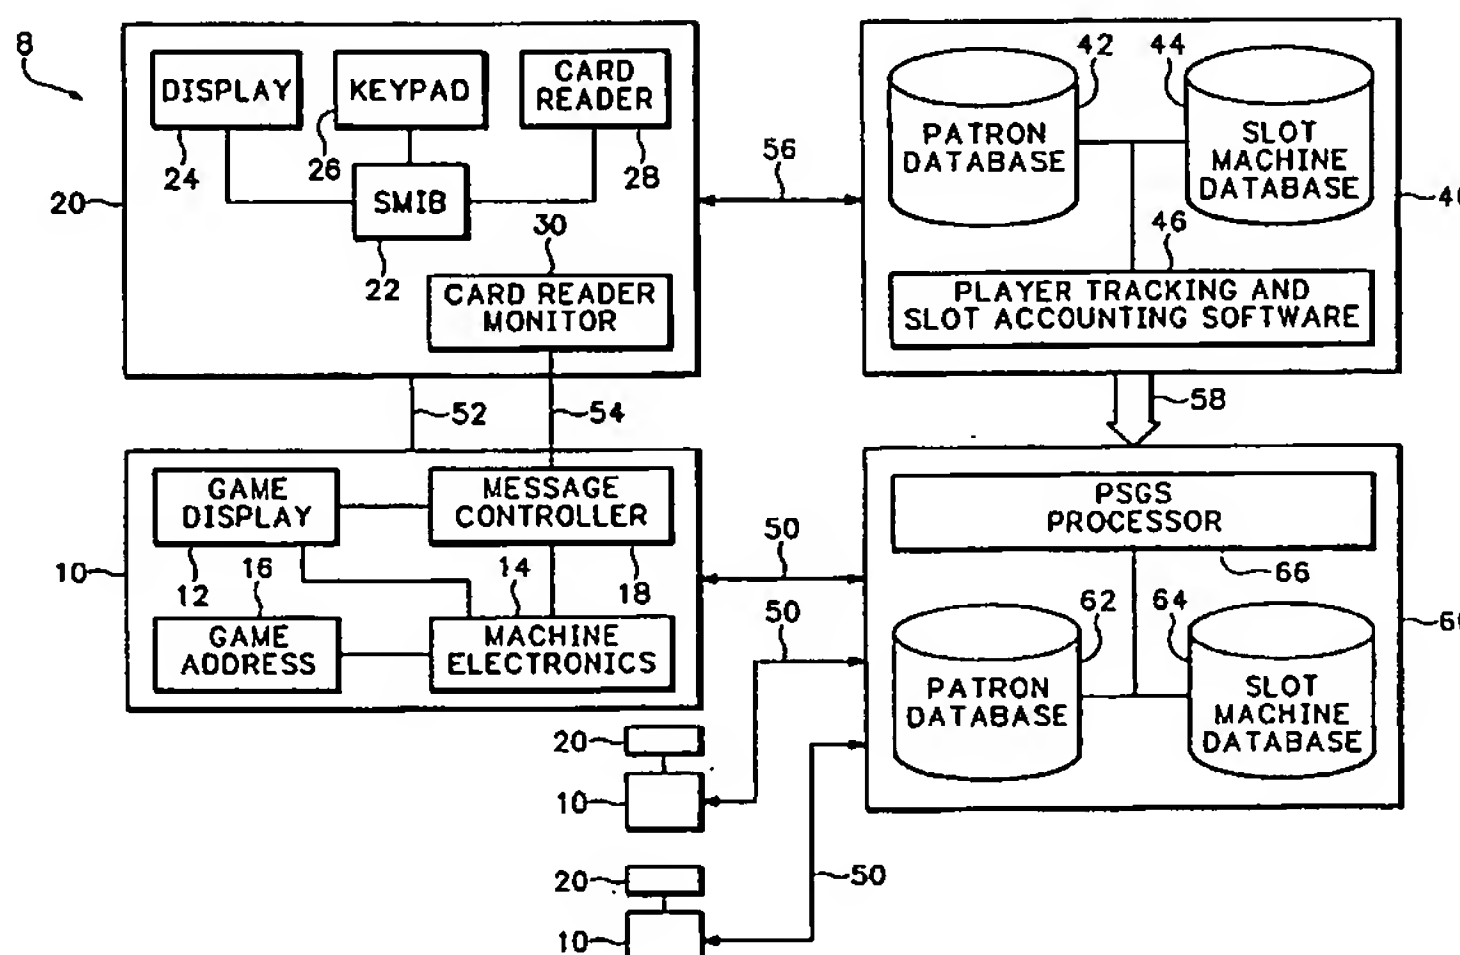 8
DISPLAY
24
KEYPAD
26
CARD
READER
28
20
SMIB
22
30
CARD READER
MONITOR
56
42
44
PATRON
DATABASE
SLOT
MACHINE
DATABASE
46
PLAYER TRACKING AND
SLOT ACCOUNTING SOFTWARE
52
54
58
GAME
DISPLAY
12
MESSAGE
CONTROLLER
18
10
16
14
GAME
ADDRESS
MACHINE
ELECTRONICS
50
50
PSGS
PROCESSOR
66
62
64
PATRON
DATABASE
SLOT
MACHINE
DATABASE
20
10
20
10
50